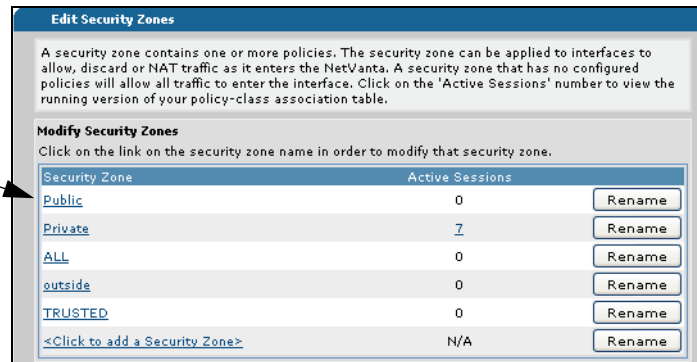 Edit Security Zones
A security zone contains one or more policies. The security zone can be applied to interfaces to
allow, discard or NAT traffic as it enters the NetVanta. A security zone that has no configured
policies will allow all traffic to enter the interface. Click on the 'Active Sessions' number to view the
running version of your policy-class association table.
Modify Security Zones
Click on the link on the security zone name in order to modify that security zone.
Security Zone Active Sessions
Public 0 Rename
Private 7 Rename
ALL 0 Rename
outside 0 Rename
TRUSTED 0 Rename
<Click to add a Security Zone> N/A Rename